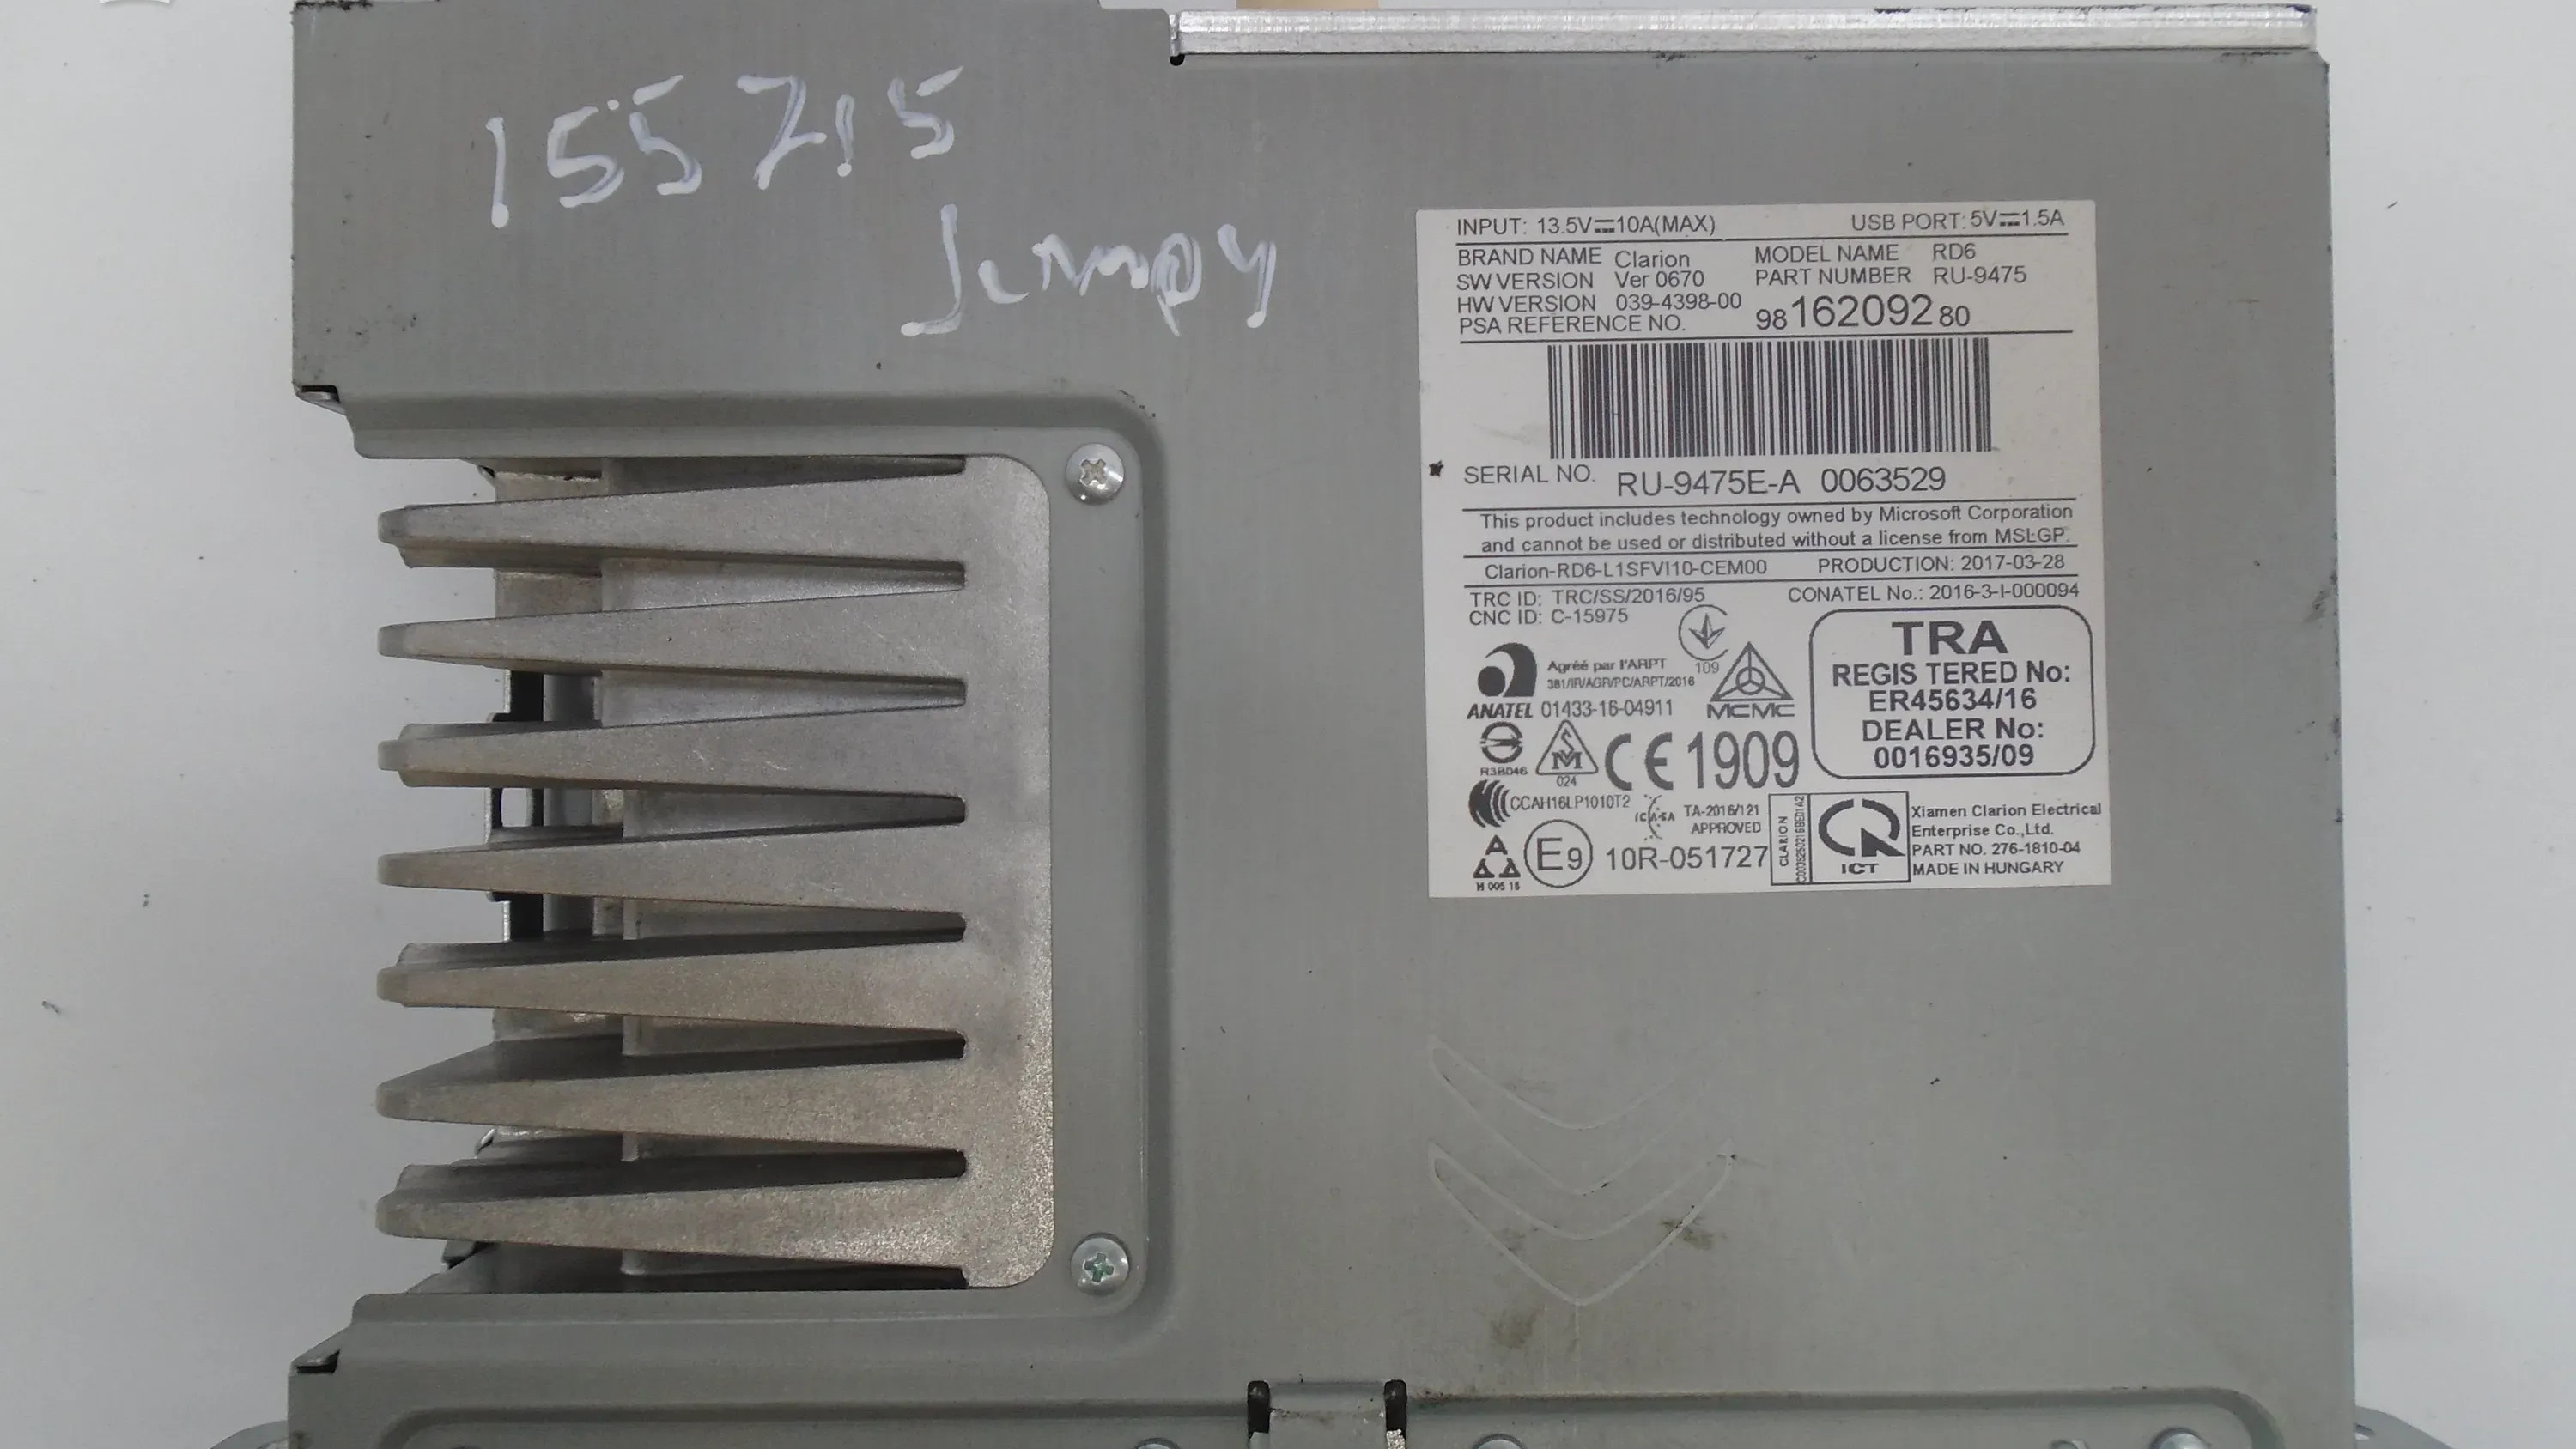 155715
Jumpy
INPUT: 13.5V⎓10A(MAX) USB PORT: 5V⎓1.5A
BRAND NAME Clarion MODEL NAME RD6
SW VERSION Ver 0670 PART NUMBER RU-9475
HW VERSION 039-4398-00
PSA REFERENCE NO. 9816209280
SERIAL NO. RU-9475E-A 0063529
This product includes technology owned by Microsoft Corporation
and cannot be used or distributed without a license from MSLGP.
Clarion-RD6-L1SFVI10-CEM00 PRODUCTION: 2017-03-28
TRC ID: TRC/SS/2016/95 CONATEL No.: 2016-3-I-000094
CNC ID: C-15975
109
Agréé par l'ARPT
381/IR/AGR/PC/ARPT/2016
ANATEL 01433-16-04911 MCMC
TRA
REGIS TERED No:
ER45634/16
DEALER No:
0016935/09
R3BD46
024
CE 1909
CCAH16LP1010T2
ICASA TA-2016/121
APPROVED
E9 10R-051727
CLARION
ICT
Xiamen Clarion Electrical
Enterprise Co.,Ltd.
PART NO. 276-1810-04
MADE IN HUNGARY